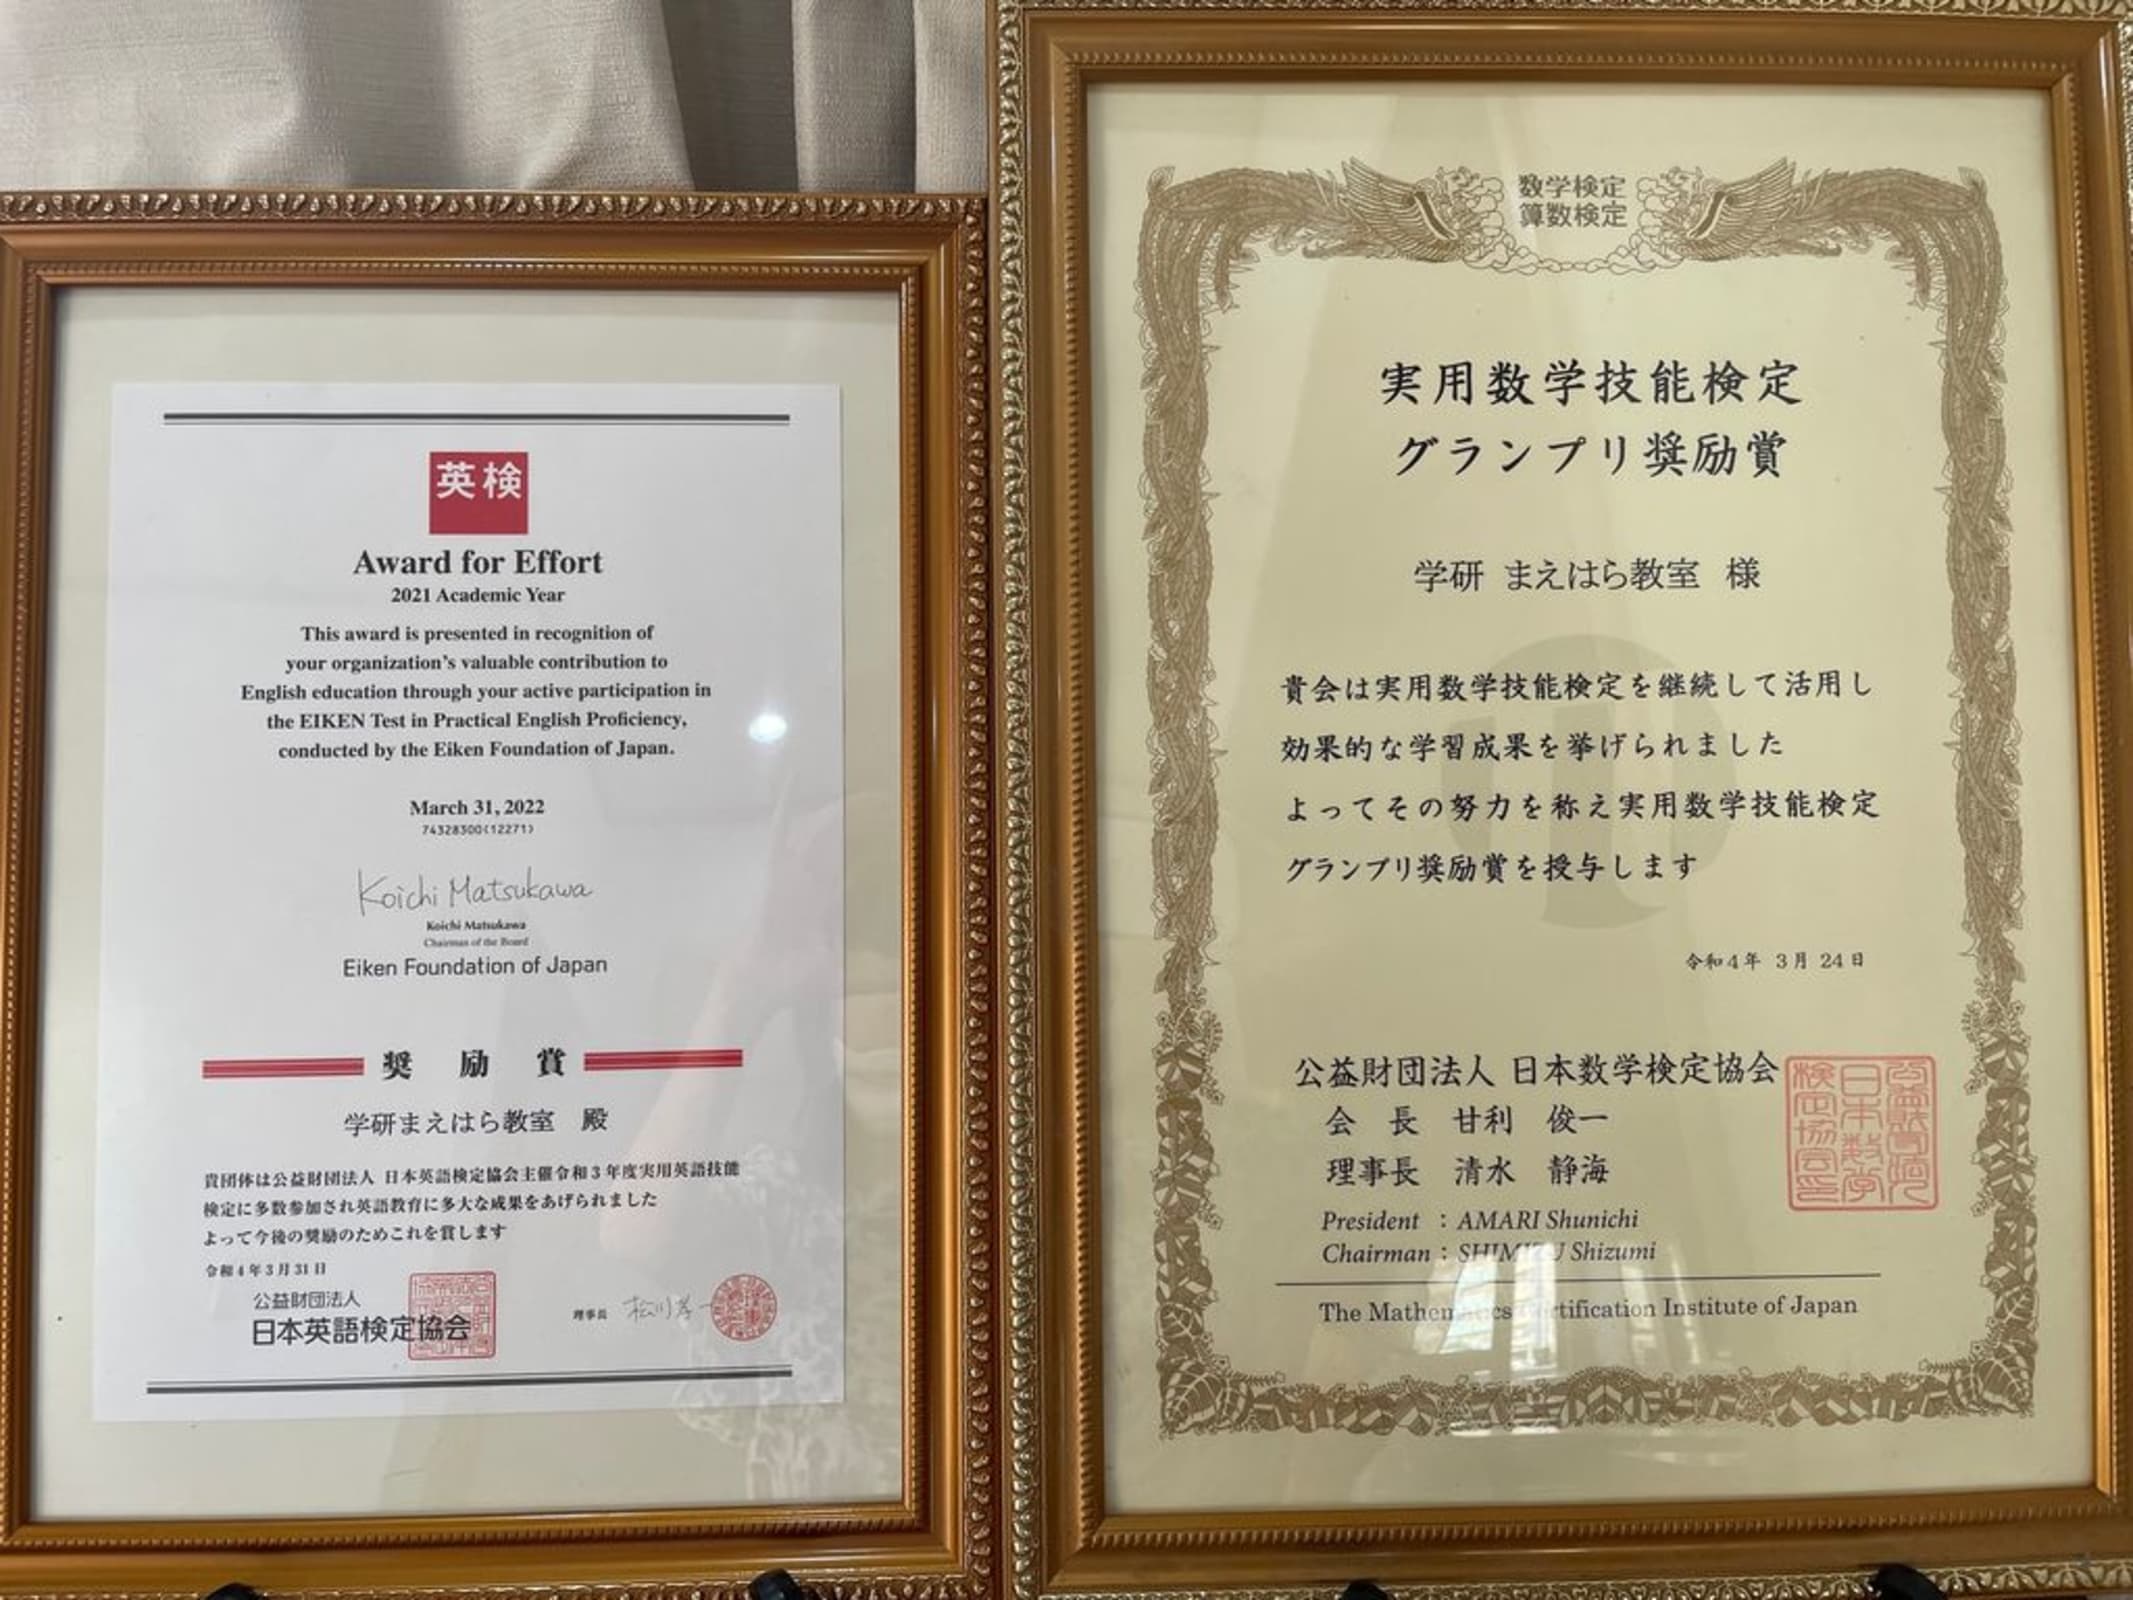 英検
Award for Effort
2021 Academic Year
This award is presented in recognition of
your organization's valuable contribution to
English education through your active participation in
the EIKEN Test in Practical English Proficiency,
conducted by the Eiken Foundation of Japan.
March 31, 2022
74328300(12271)
Koichi Matsukawa
Koichi Matsukawa
Chairman of the Board
Eiken Foundation of Japan
奨励賞
学研まえはら教室 殿
貴団体は公益財団法人 日本英語検定協会主催令和3年度実用英語技能
検定に多数参加され英語教育に多大な成果をあげられました
よって今後の奨励のためこれを賞します
令和4年3月31日
公益財団法人
日本英語検定協会
理事長
数学検定
算数検定
実用数学技能検定
グランプリ奨励賞
学研 まえはら教室 様
貴会は実用数学技能検定を継続して活用し
効果的な学習成果を挙げられました
よってその努力を称え実用数学技能検定
グランプリ奨励賞を授与します
令和4年 3月 24日
公益財団法人 日本数学検定協会
会 長 甘利 俊一
理事長 清水 静海
President : AMARI Shunichi
Chairman : SHIMIZU Shizumi
The Mathematics Certification Institute of Japan